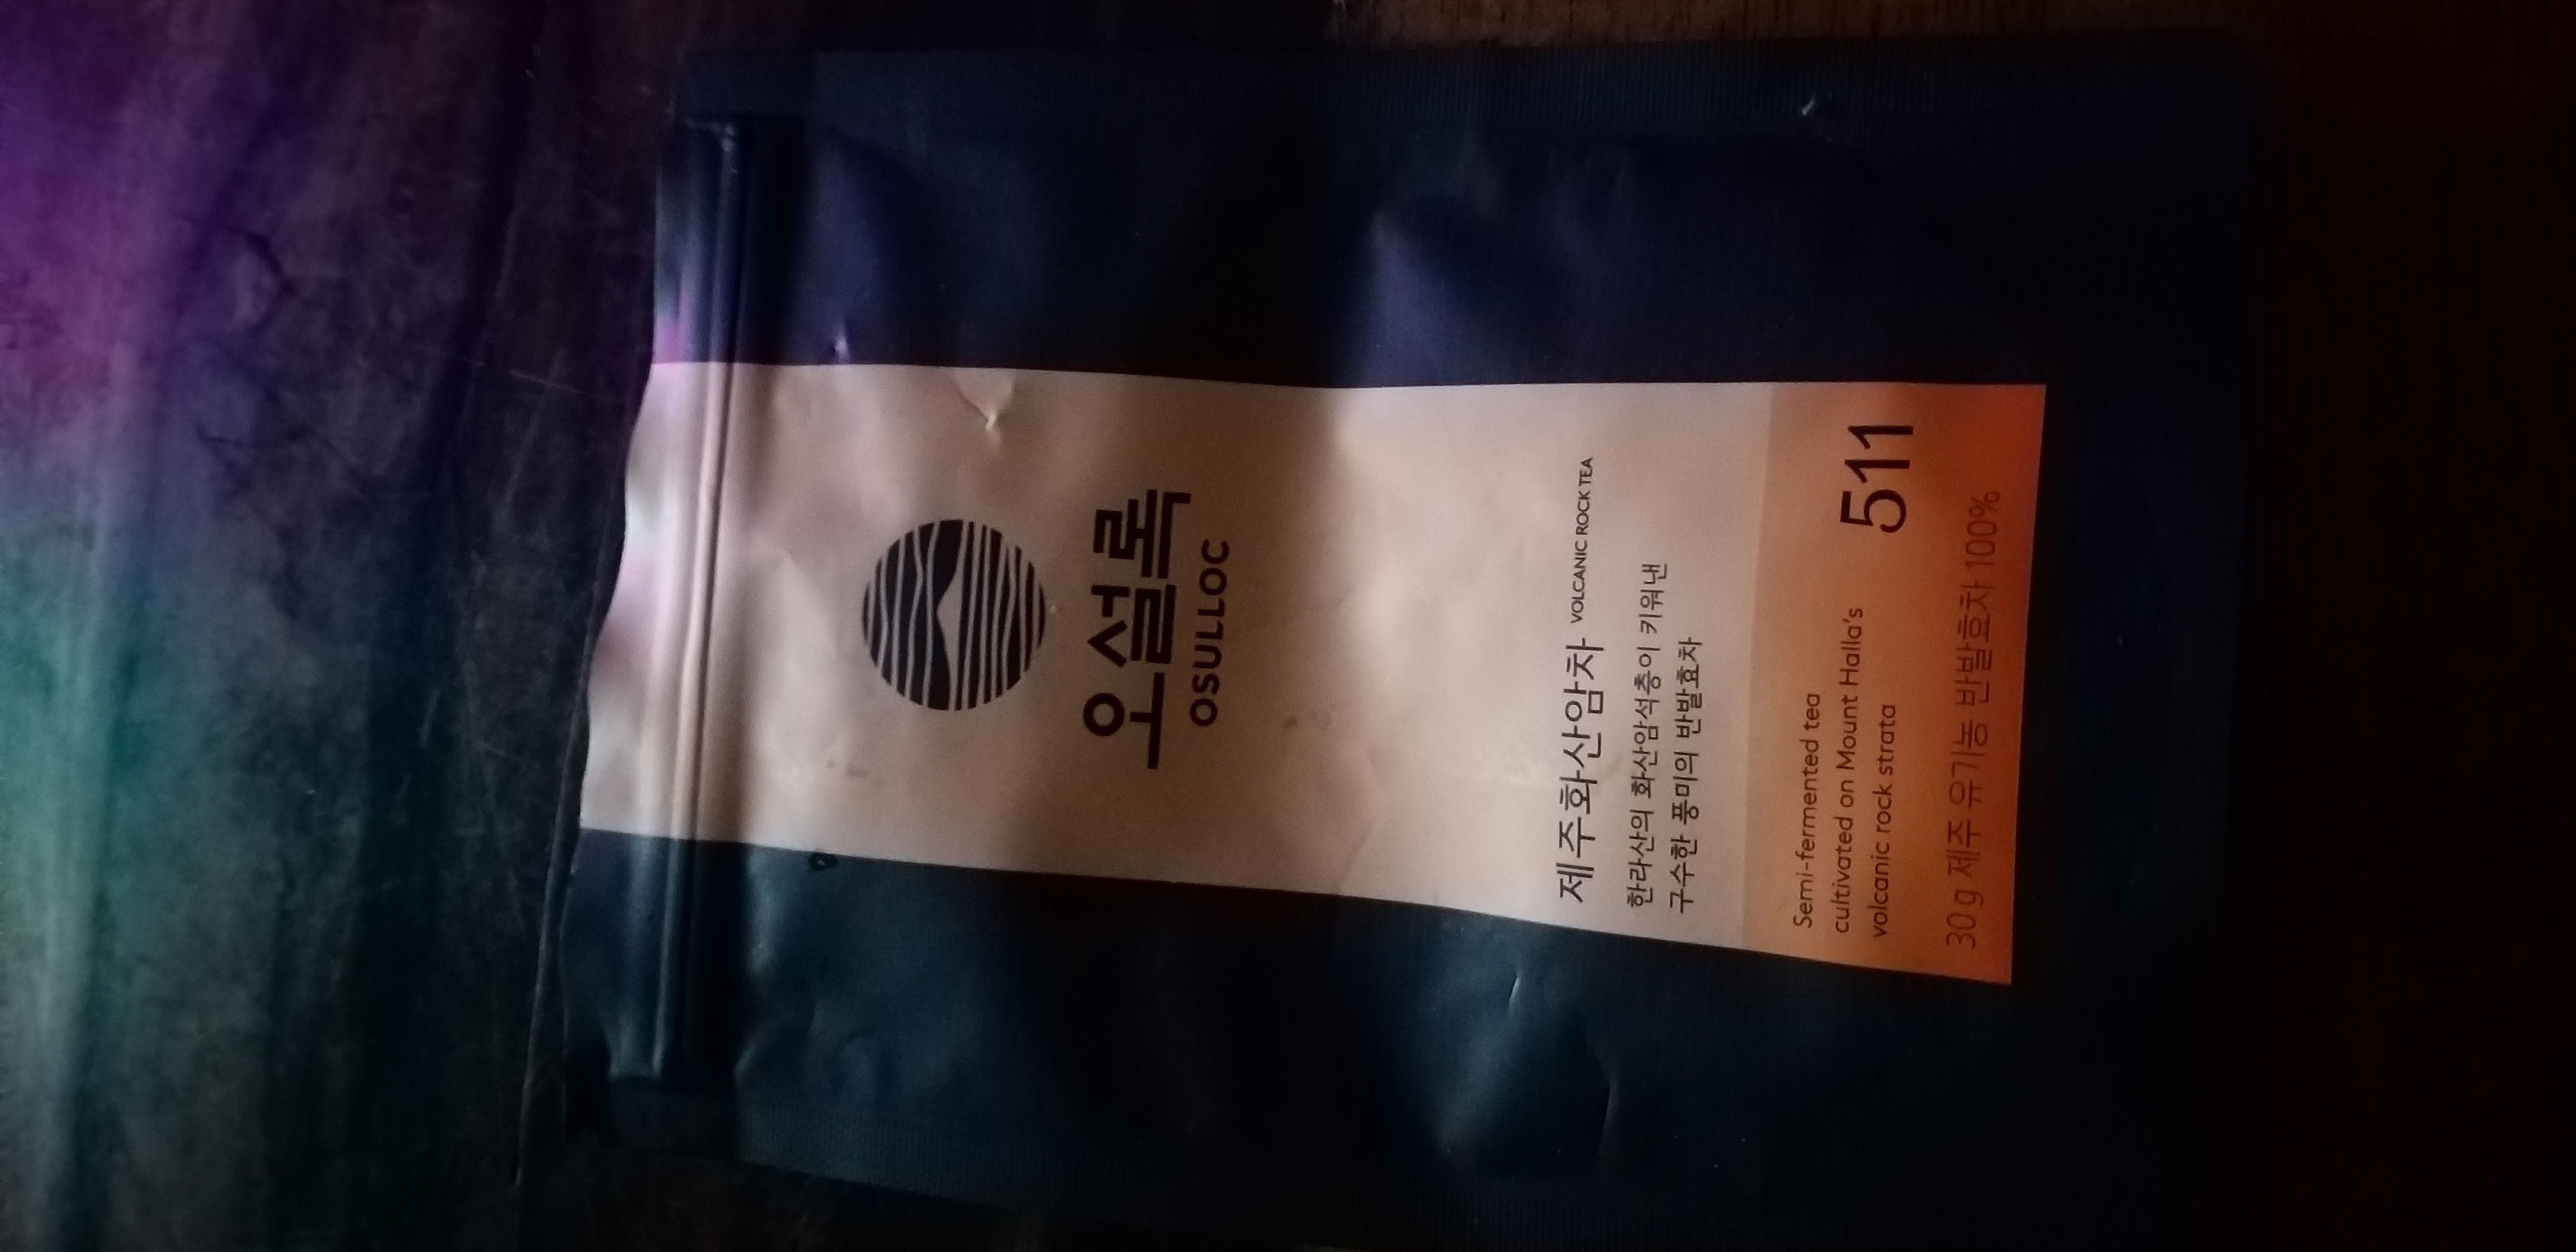 오설록
OSULLOC
제주화산암차 VOLCANIC ROCK TEA
한라산의 화산암석층이 키워낸
구수한 풍미의 반발효차
Semi-fermented tea
cultivated on Mount Halla's
volcanic rock strata
511
30 g 제주 유기농 반발효차 100%